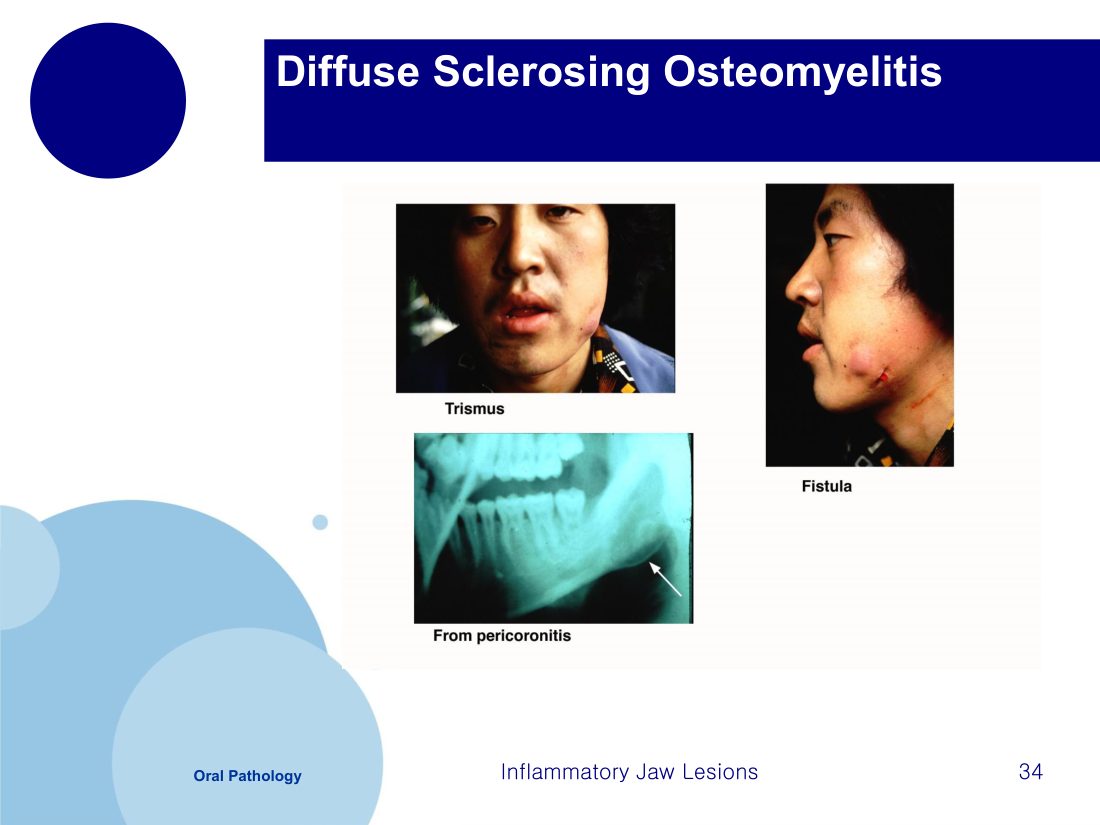 Diffuse Sclerosing Osteomyelitis
Trismus
Fistula
From pericoronitis
Oral Pathology
Inflammatory Jaw Lesions
34